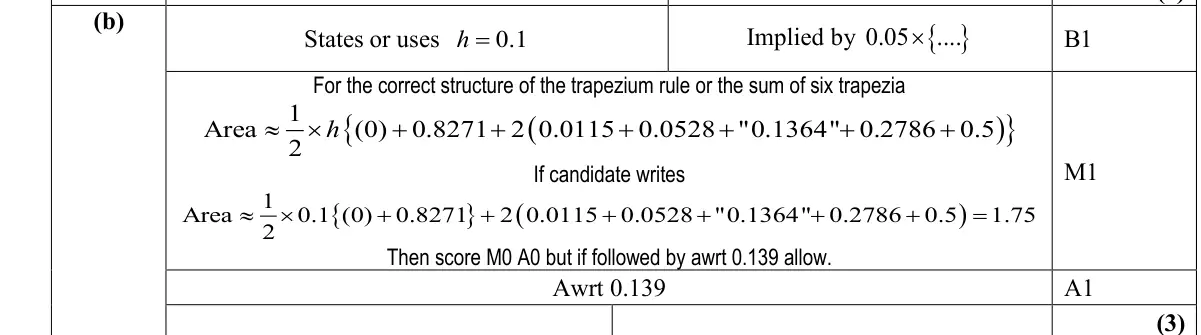 (b)
States or uses h = 0.1
Implied by 0.05×{....}
B1
For the correct structure of the trapezium rule or the sum of six trapezia
Area ≈ 1/2 × h{(0) + 0.8271 + 2(0.0115 + 0.0528 + "0.1364"+ 0.2786 + 0.5)}
If candidate writes
Area ≈ 1/2 × 0.1{(0) + 0.8271} + 2(0.0115 + 0.0528 + "0.1364"+ 0.2786 + 0.5) = 1.75
Then score M0 A0 but if followed by awrt 0.139 allow.
M1
Awrt 0.139
A1
(3)